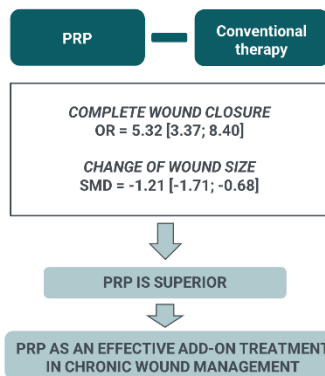 PRP
Conventional
therapy
COMPLETE WOUND CLOSURE
OR = 5.32 [3.37; 8.40]
CHANGE OF WOUND SIZE
SMD = -1.21 [-1.71; -0.68]
PRP IS SUPERIOR
PRP AS AN EFFECTIVE ADD-ON TREATMENT
IN CHRONIC WOUND MANAGEMENT